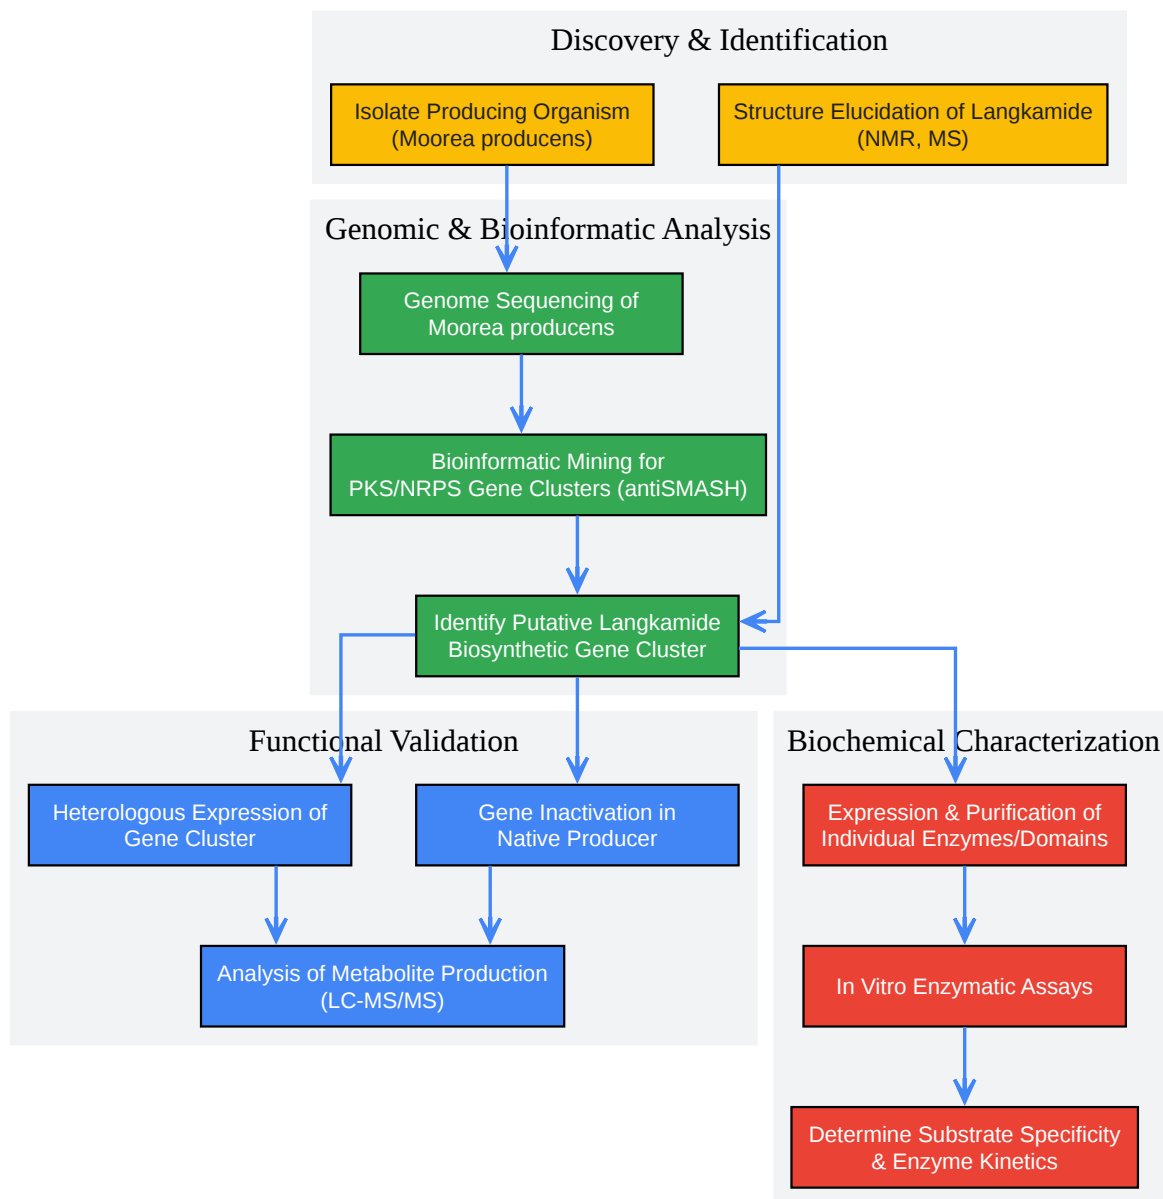 Discovery & Identification
Isolate Producing Organism
(Moorea producens)
Structure Elucidation of Langkamide
(NMR, MS)
Genomic & Bioinformatic Analysis
Genome Sequencing of
Moorea producens
Bioinformatic Mining for
PKS/NRPS Gene Clusters (antiSMASH)
Identify Putative Langkamide
Biosynthetic Gene Cluster
Functional Validation
Heterologous Expression of
Gene Cluster
Gene Inactivation in
Native Producer
Analysis of Metabolite Production
(LC-MS/MS)
Biochemical Characterization
Expression & Purification of
Individual Enzymes/Domains
In Vitro Enzymatic Assays
Determine Substrate Specificity
& Enzyme Kinetics